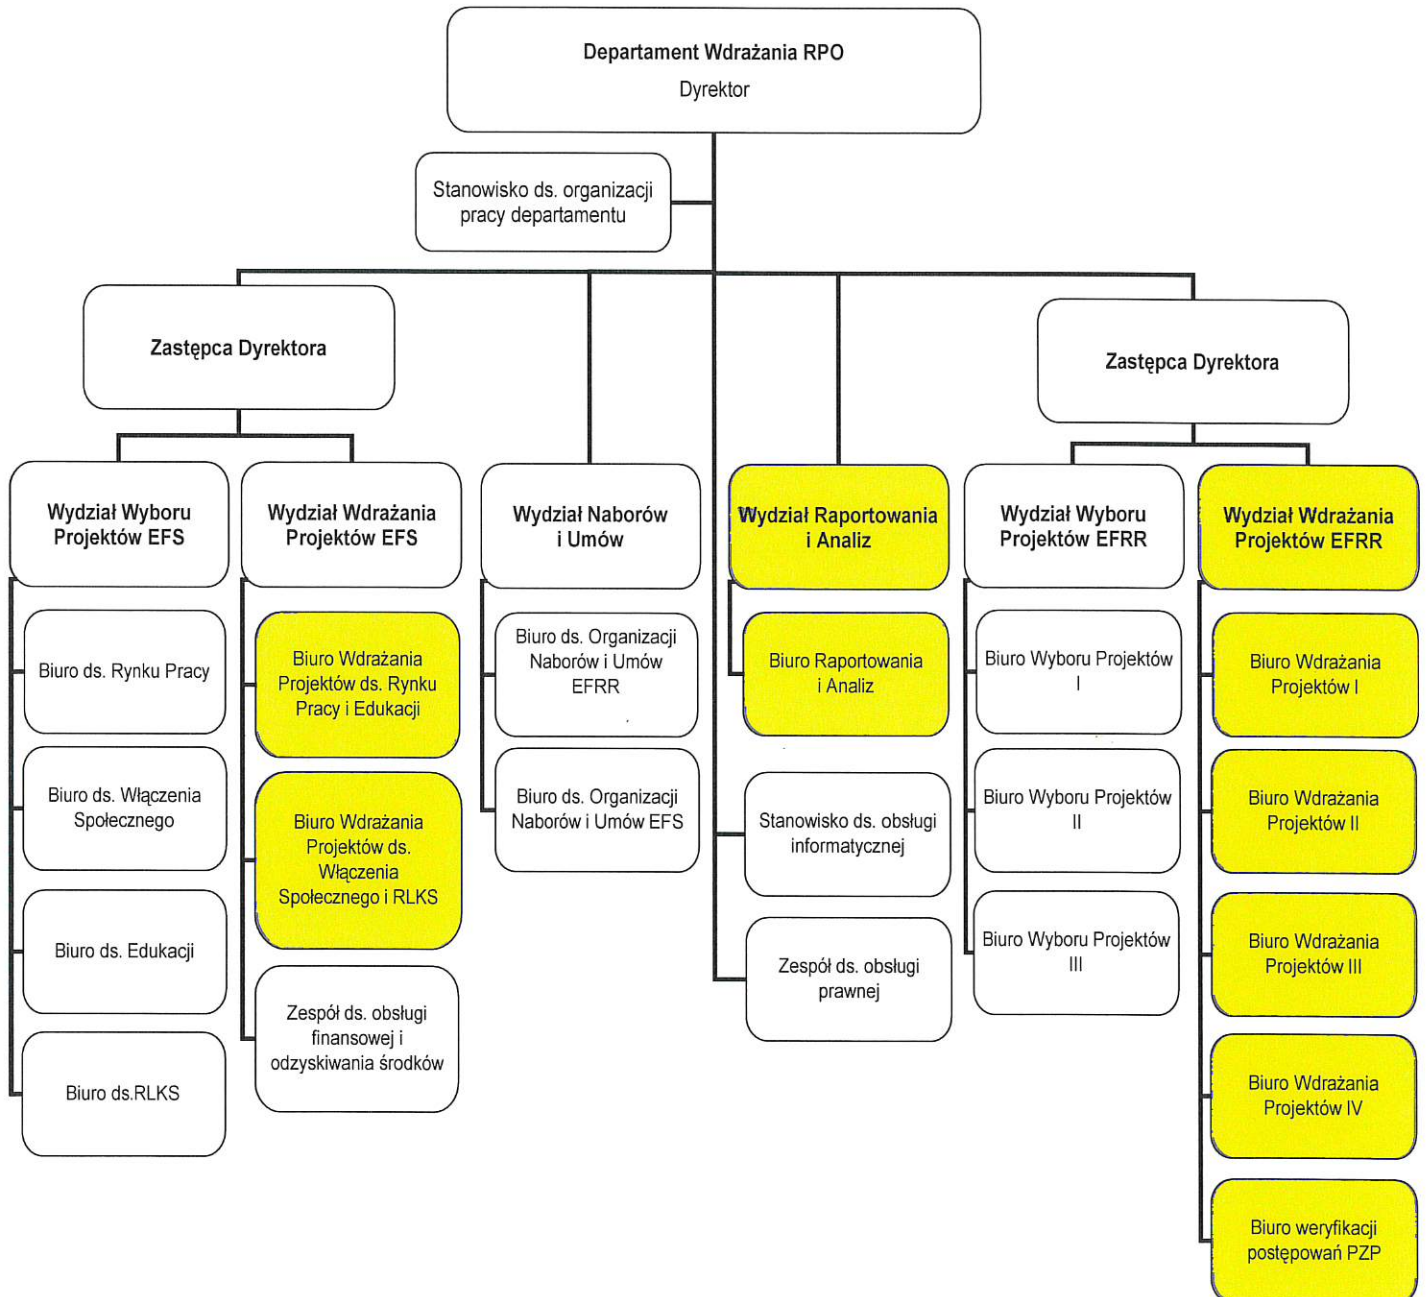 Departament Wdrażania RPO
Dyrektor
Stanowisko ds. organizacji
pracy departamentu
Zastępca Dyrektora
Zastępca Dyrektora
Wydział Wyboru
Projektów EFS
Biuro ds. Rynku Pracy
Biuro ds. Włączenia
Społecznego
Biuro ds. Edukacji
Biuro ds.RLKS
Wydział Wdrażania
Projektów EFS
Biuro Wdrażania
Projektów ds. Rynku
Pracy i Edukacji
Biuro Wdrażania
Projektów ds.
Włączenia
Społecznego i RLKS
Zespół ds. obsługi
finansowej i
odzyskiwania środków
Wydział Naborów
i Umów
Biuro ds. Organizacji
Naborów i Umów
EFRR
Biuro ds. Organizacji
Naborów i Umów EFS
Wydział Raportowania
i Analiz
Biuro Raportowania
i Analiz
Stanowisko ds. obsługi
informatycznej
Zespół ds. obsługi
prawnej
Wydział Wyboru
Projektów EFRR
Biuro Wyboru Projektów
I
Biuro Wyboru Projektów
II
Biuro Wyboru Projektów
III
Wydział Wdrażania
Projektów EFRR
Biuro Wdrażania
Projektów I
Biuro Wdrażania
Projektów II
Biuro Wdrażania
Projektów III
Biuro Wdrażania
Projektów IV
Biuro weryfikacji
postępowań PZP